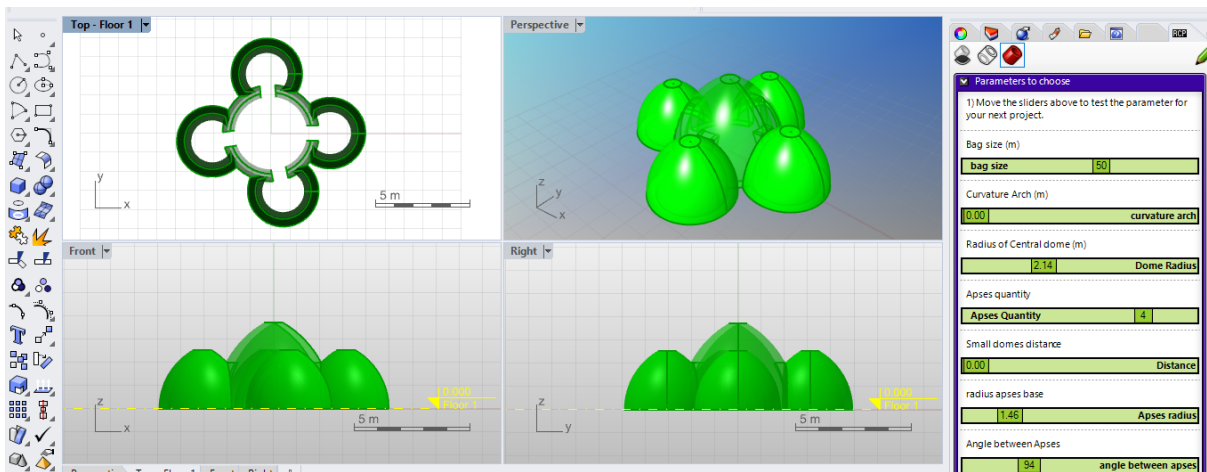 Top - Floor 1
Perspective
RCP
Parameters to choose
1) Move the sliders above to test the parameter for
your next project.
Bag size (m)
bag size 50
Curvature Arch (m)
0.00 curvature arch
Radius of Central dome (m)
2.14 Dome Radius
Apses quantity
Apses Quantity 4
Small domes distance
0.00 Distance
radius apses base
1.46 Apses radius
Angle between Apses
94 angle between apses
y
x
5 m
z
y
x
Front
Right
0.000
Floor 1
z
x
5 m
0.000
Floor 1
z
y
5 m